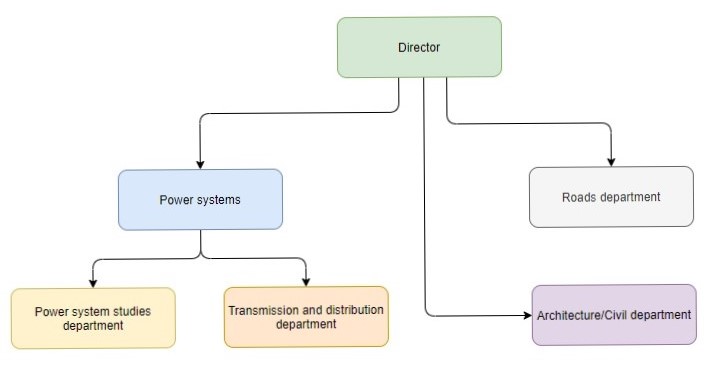 Director
Power systems
Roads department
Power system studies
department
Transmission and distribution
department
Architecture/Civil department